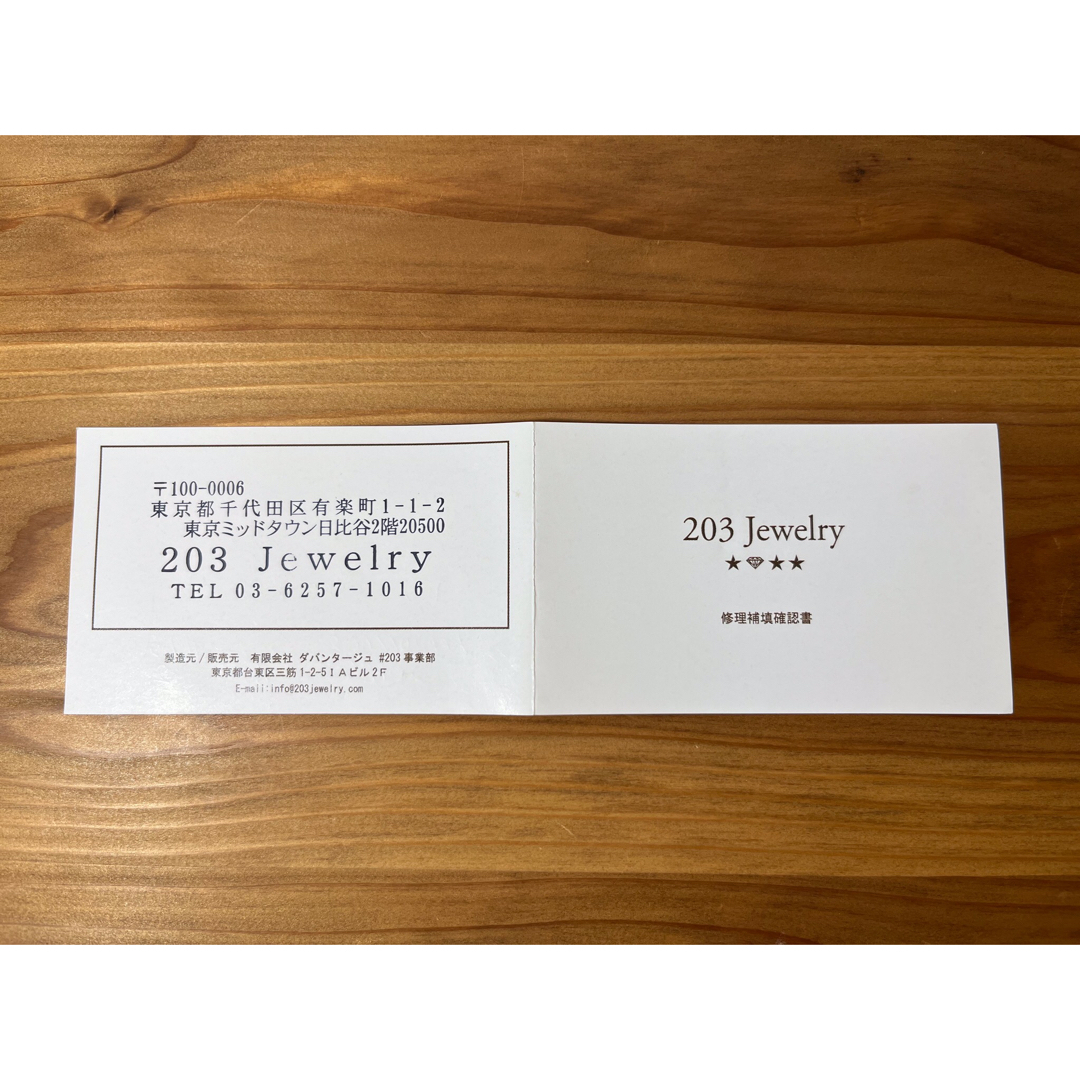 〒100-0006
東京都千代田区有楽町1-1-2
東京ミッドタウン日比谷2階20500
203 Jewelry
TEL 03-6257-1016
製造元/販売元 有限会社 ダバンタージュ #203事業部
東京都台東区三筋1-2-5IAビル2F
E-mail:info@203jewelry.com
203 Jewelry
修理補填確認書